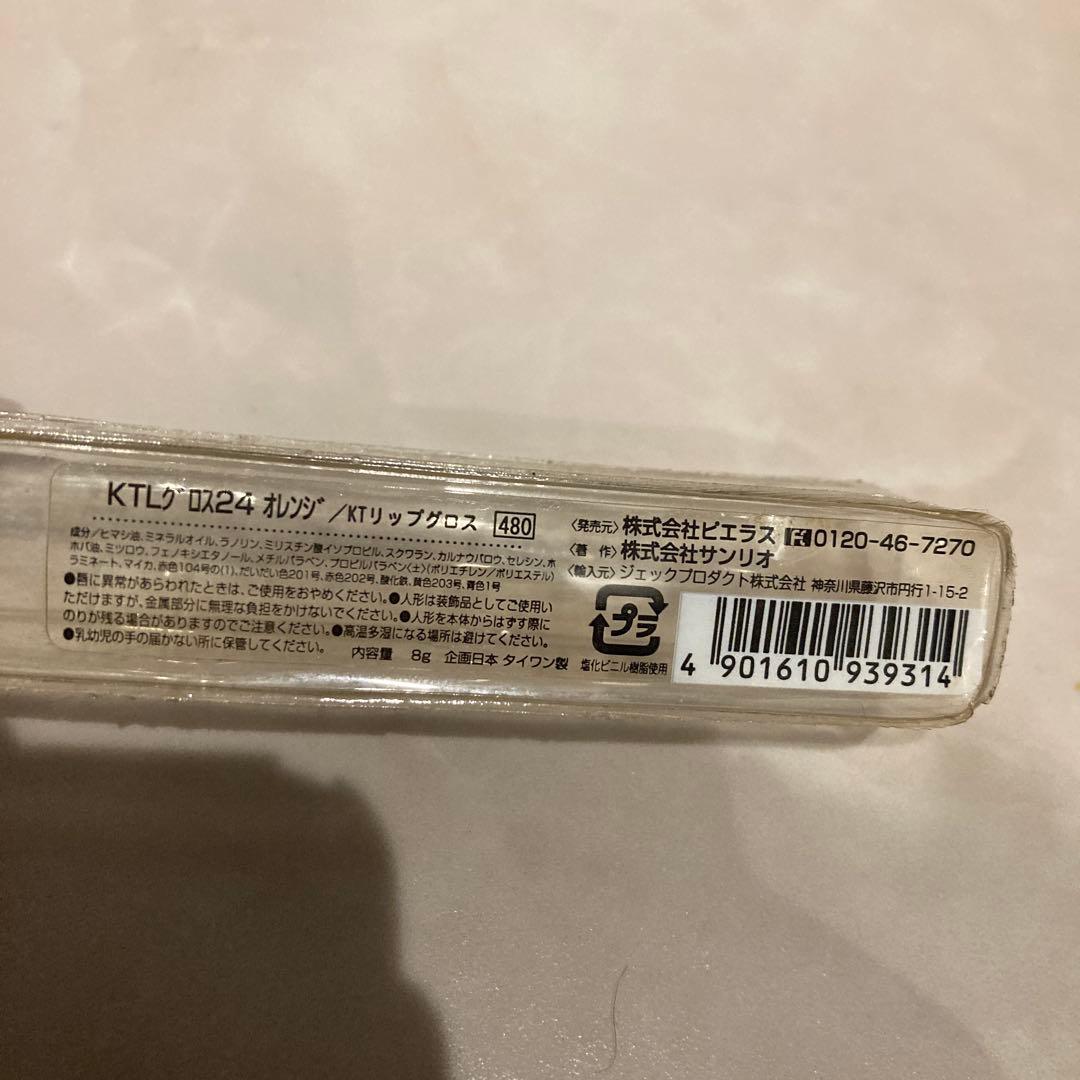 KTLグロス24 オレンジ/KTリップグロス 480
成分/ヒマシ油、ミネラルオイル、ラノリン、ミリスチン酸イソプロピル、スクワラン、カルナウバロウ、セレシン、ホ
ホバ油、ミツロウ、フェノキシエタノール、メチルパラベン、プロピルパラベン(±)(ポリエチレン/ポリエステル)
ラミネート、マイカ、赤色104号の(1)、だいだい色201号、赤色202号、酸化鉄、黄色203号、青色1号
●唇に異常があらわれたときは、ご使用をおやめください。●人形は装飾品としてご使用い
ただけますが、金属部分に無理な負担をかけないでください。●人形を本体からはずす際に
のりが残る場合がありますのでご注意ください。●高温多湿になる場所は避けてください。
●乳幼児の手の届かない所に保管してください。 内容量 8g 企画日本 タイワン製
〈発売元〉株式会社ピエラス 0120-46-7270
〈著 作〉株式会社サンリオ
〈輸入元〉ジェックプロダクト株式会社 神奈川県藤沢市円行1-15-2
プラ
塩化ビニル樹脂使用
4 901610 939314